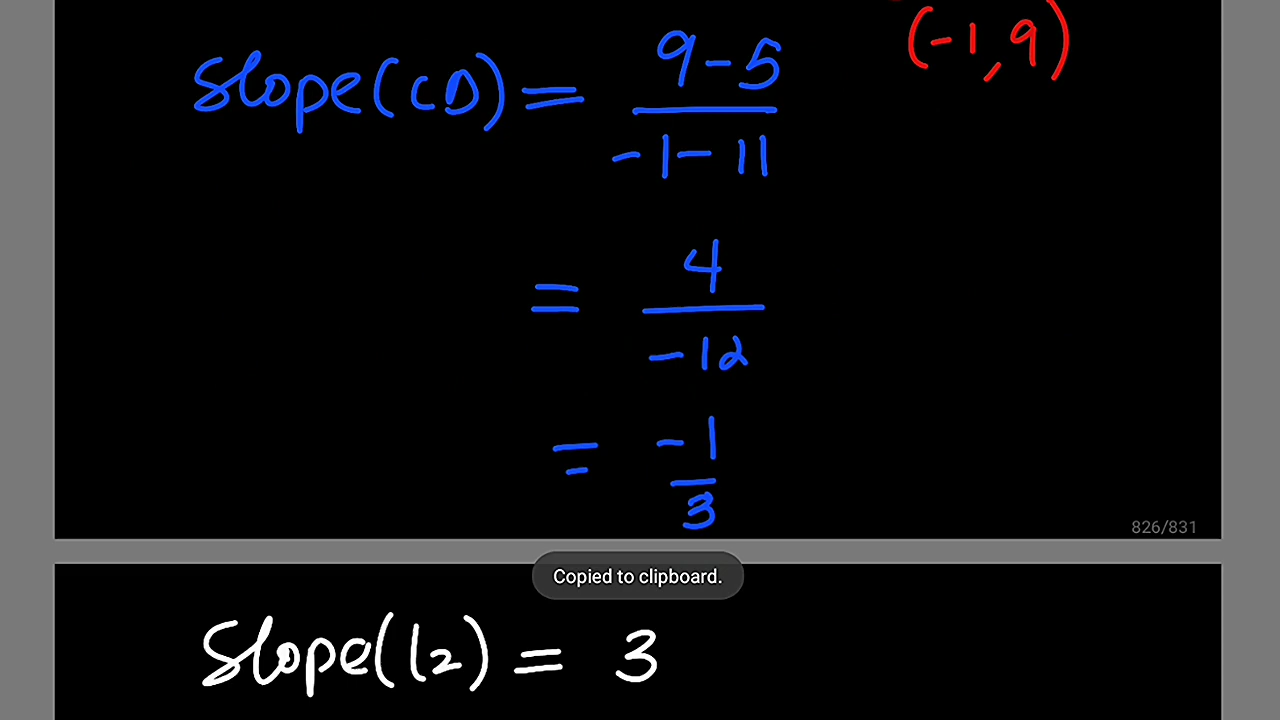 (-1,9)
Slope(CD) = 9-5
-1-11
= 4
-12
= -1
3
826/831
Copied to clipboard.
Slope(l2) = 3